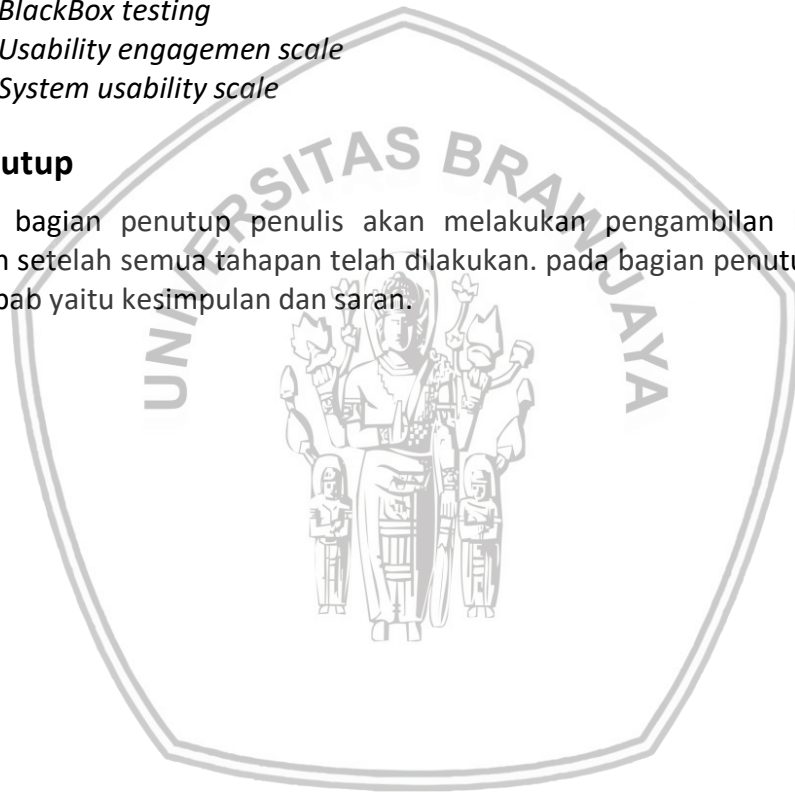 BlackBox testing
Usability engagemen scale
System usability scale
utup
bagian penutup penulis akan melakukan pengambilan
setelah semua tahapan telah dilakukan. pada bagian penutu
bab yaitu kesimpulan dan saran.
UNIVERSITAS BRAWIJAYA